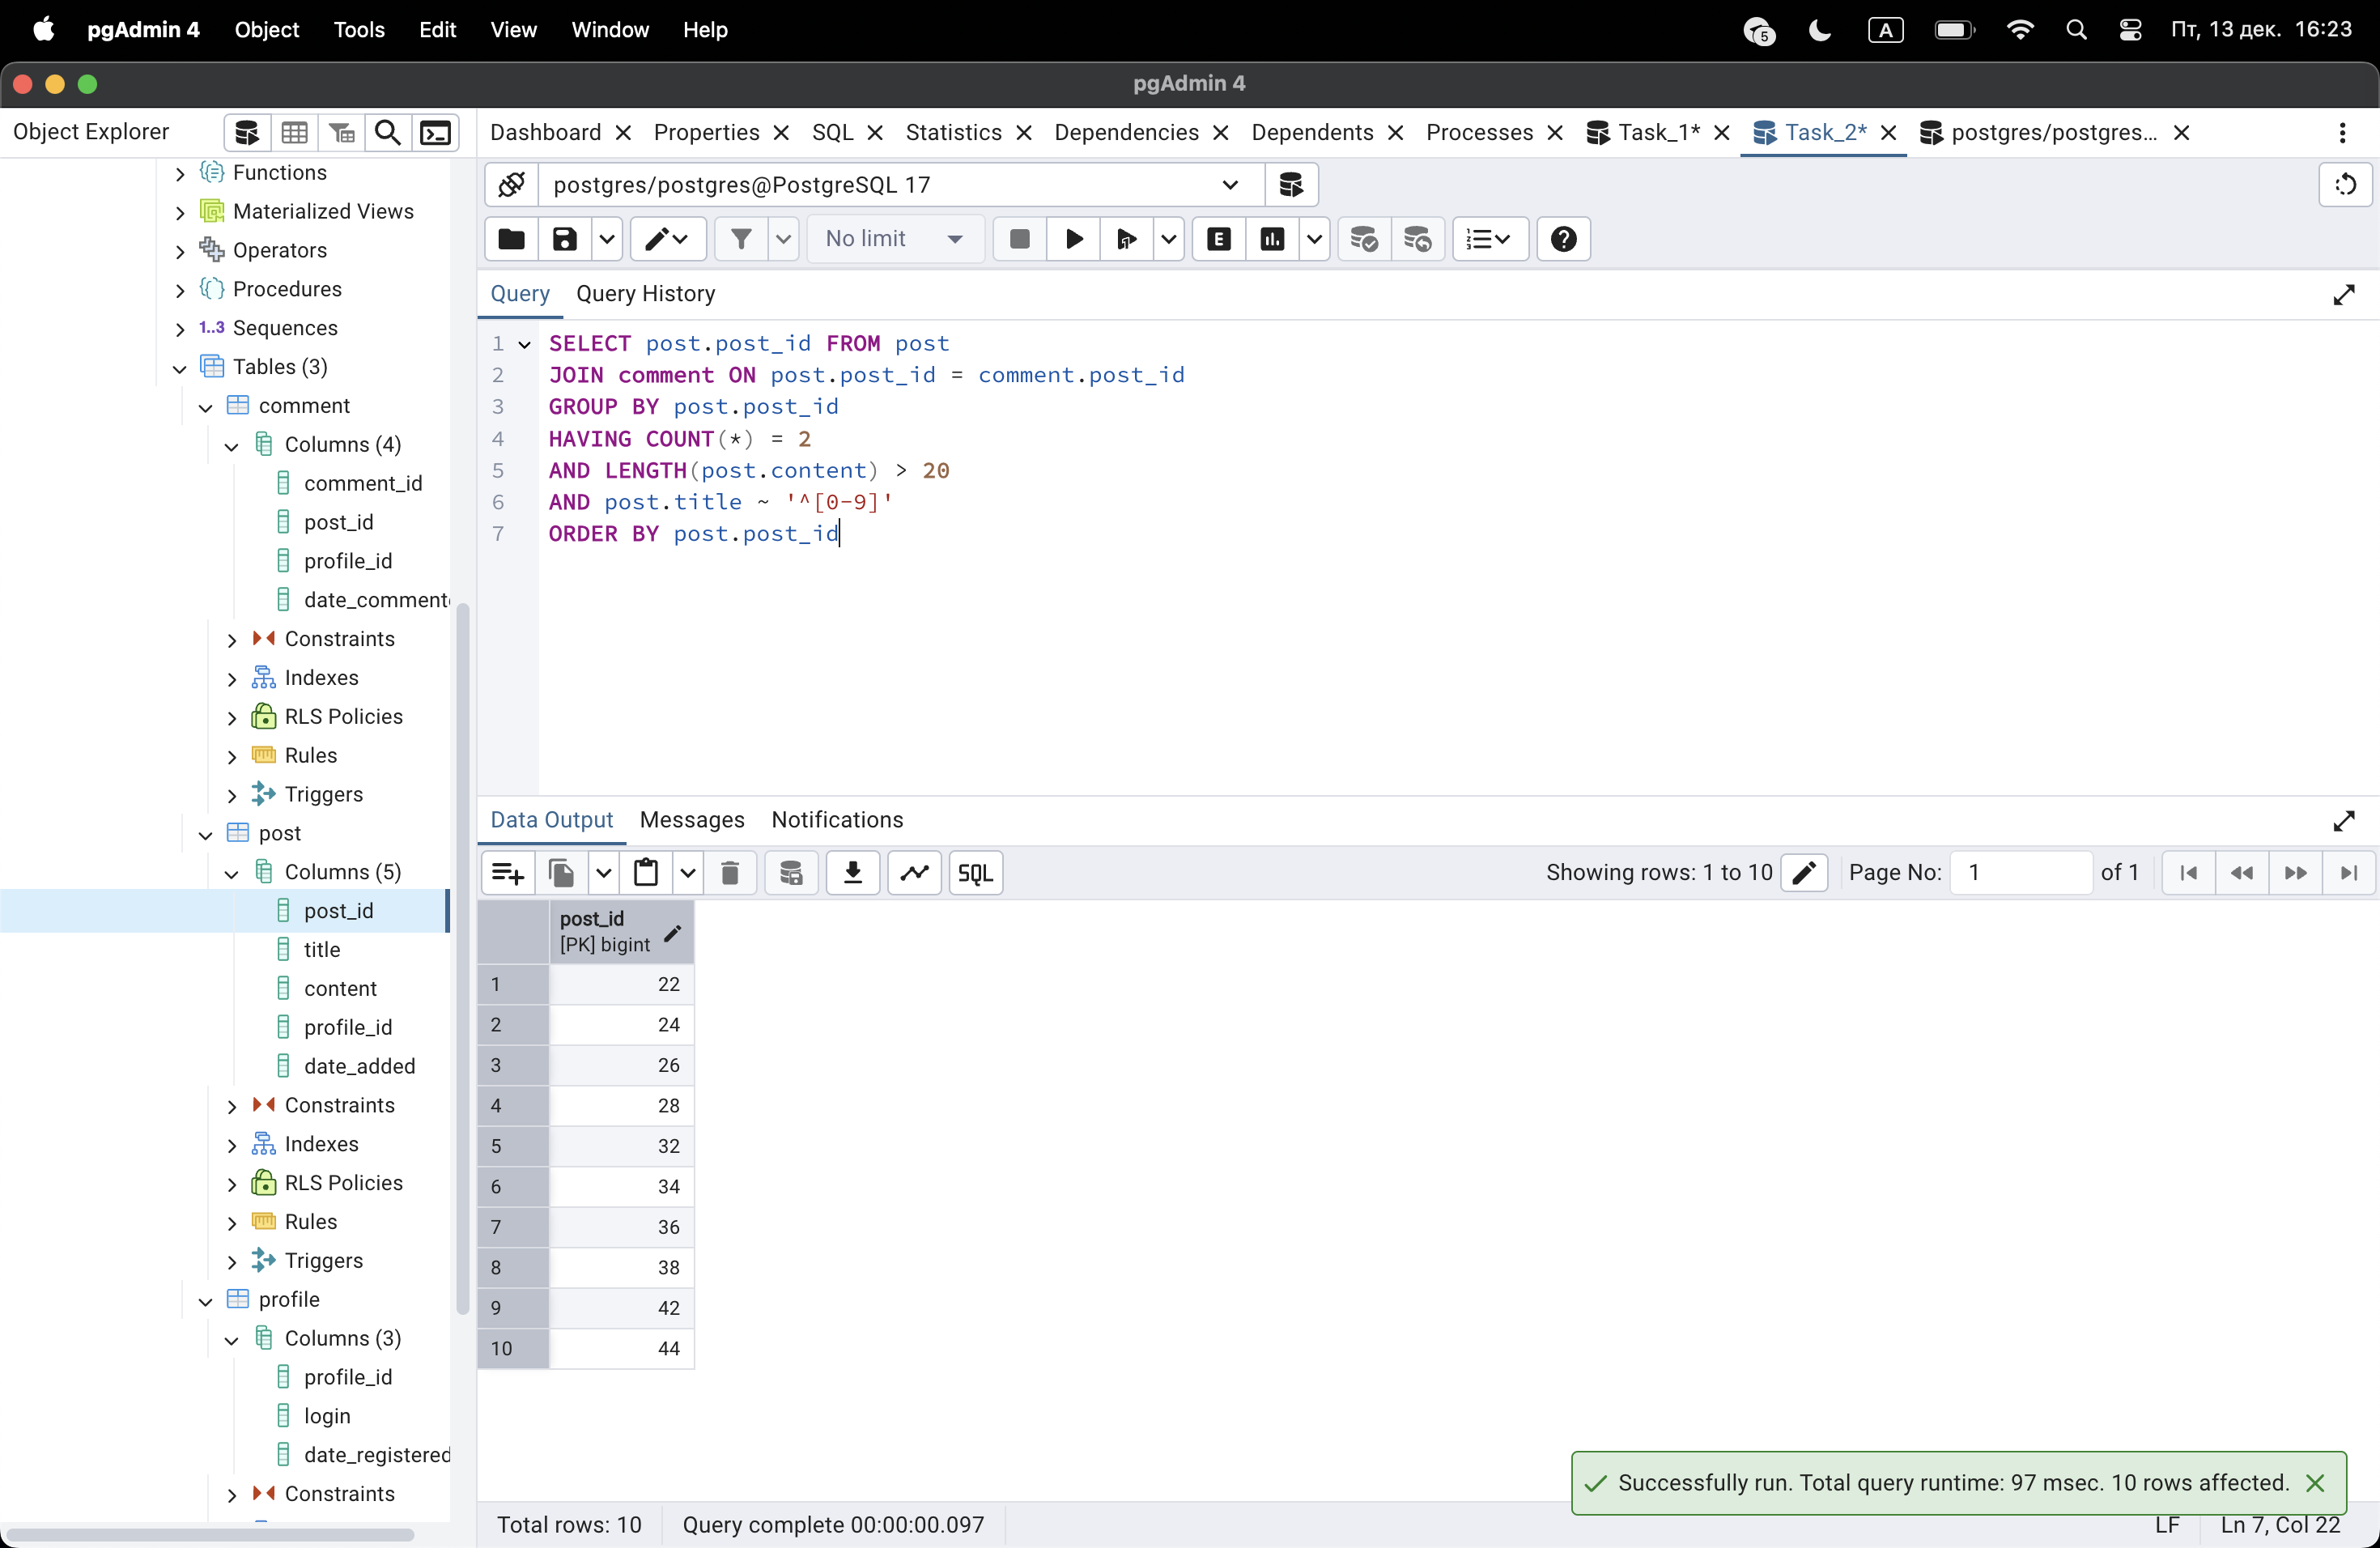 pgAdmin 4 Object Tools Edit View Window Help 5 A Пт, 13 дек. 16:23
pgAdmin 4
Object Explorer
Dashboard Properties SQL Statistics Dependencies Dependents Processes Task_1* Task_2* postgres/postgres...
postgres/postgres@PostgreSQL 17
No limit
E
Query Query History
1 SELECT post.post_id FROM post
2 JOIN comment ON post.post_id = comment.post_id
3 GROUP BY post.post_id
4 HAVING COUNT(*) = 2
5 AND LENGTH(post.content) > 20
6 AND post.title ~ '^[0-9]'
7 ORDER BY post.post_id
Functions
Materialized Views
Operators
Procedures
1..3 Sequences
Tables (3)
comment
Columns (4)
comment_id
post_id
profile_id
date_comment
Constraints
Indexes
RLS Policies
Rules
Triggers
post
Columns (5)
post_id
title
content
profile_id
date_added
Constraints
Indexes
RLS Policies
Rules
Triggers
profile
Columns (3)
profile_id
login
date_registered
Constraints
Data Output Messages Notifications
SQL Showing rows: 1 to 10 Page No: 1 of 1
post_id
[PK] bigint
1 22
2 24
3 26
4 28
5 32
6 34
7 36
8 38
9 42
10 44
Successfully run. Total query runtime: 97 msec. 10 rows affected.
Total rows: 10 Query complete 00:00:00.097 LF Ln 7, Col 22